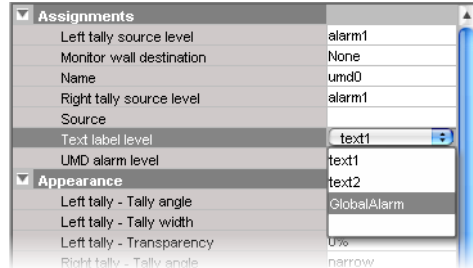 Assignments
Left tally source level alarm1
Monitor wall destination None
Name umd0
Right tally source level alarm1
Source
Text label level text1
UMD alarm level text1
Appearance text2
Left tally - Tally angle GlobalAlarm
Left tally - Tally width
Left tally - Transparency 0%
Right tally - Tally angle narrow